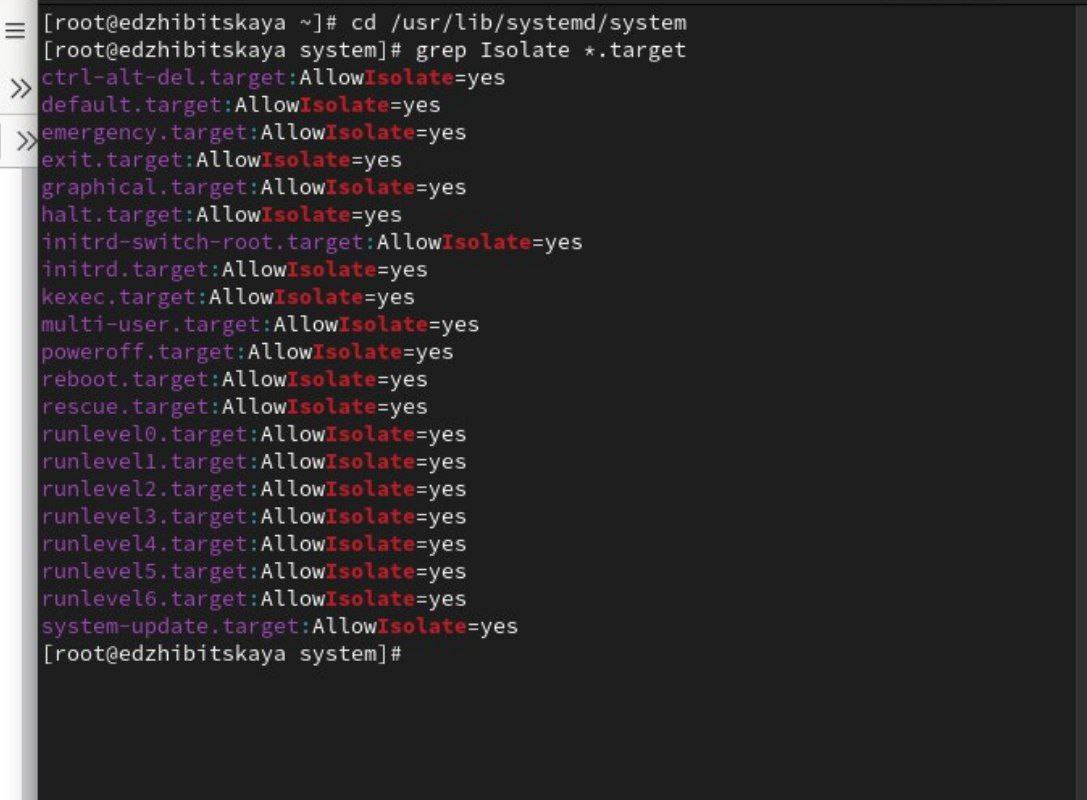 [root@edzhibitskaya ~]# cd /usr/lib/systemd/system
[root@edzhibitskaya system]# grep Isolate *.target
ctrl-alt-del.target:AllowIsolate=yes
default.target:AllowIsolate=yes
emergency.target:AllowIsolate=yes
exit.target:AllowIsolate=yes
graphical.target:AllowIsolate=yes
halt.target:AllowIsolate=yes
initrd-switch-root.target:AllowIsolate=yes
initrd.target:AllowIsolate=yes
kexec.target:AllowIsolate=yes
multi-user.target:AllowIsolate=yes
poweroff.target:AllowIsolate=yes
reboot.target:AllowIsolate=yes
rescue.target:AllowIsolate=yes
runlevel0.target:AllowIsolate=yes
runlevel1.target:AllowIsolate=yes
runlevel2.target:AllowIsolate=yes
runlevel3.target:AllowIsolate=yes
runlevel4.target:AllowIsolate=yes
runlevel5.target:AllowIsolate=yes
runlevel6.target:AllowIsolate=yes
system-update.target:AllowIsolate=yes
[root@edzhibitskaya system]#